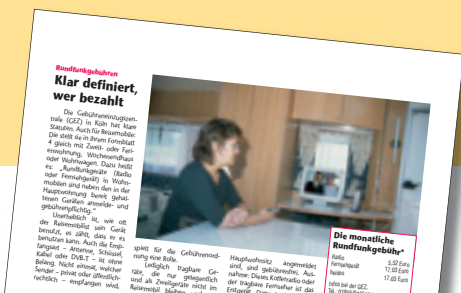 Rundfunkgebühren
Klar definiert,
wer bezahlt
Die Gebühreneinzugszen-
trale (GEZ) in Köln hat klare
Statuten. Auch für Reisemobile:
Die stellt sie in ihrem Formblatt
4 gleich mit Zweit- oder Feri-
enwohnung, Wochenendhaus
oder Wohnwagen. Dazu heißt
es: „Rundfunkgeräte (Radio
oder Fernsehgerät) in Wohn-
mobilen sind neben den in der
Hauptwohnung bereit gehal-
tenen Geräten anmelde- und
gebührenpflichtig.“
Unerheblich ist, wie oft
der Reisemobilist sein Gerät
benutzt, es zählt, dass er es
benutzen kann. Auch die Emp-
fangsart – Antenne, Schüssel,
Kabel oder DVB-T – ist ohne
Belang. Nicht einmal, welcher
Sender – privat oder öffentlich-
rechtlich – empfangen wird,
spielt für die Gebührenord-
nung eine Rolle.
Lediglich tragbare Ge-
räte, die nur gelegentlich
und als Zweitgeräte nicht im
Reisemobil bleiben
Hauptwohnsitz angemeldet
sind, sind gebührenfrei. Aus-
nahme: Dieses Kofferradio oder
der tragbare Fernseher ist das
Die monatliche
Rundfunkgebühr*
Radio 5,52 Euro
Fernsehgerät
beides 17,03 Euro
Infos bei der GEZ,